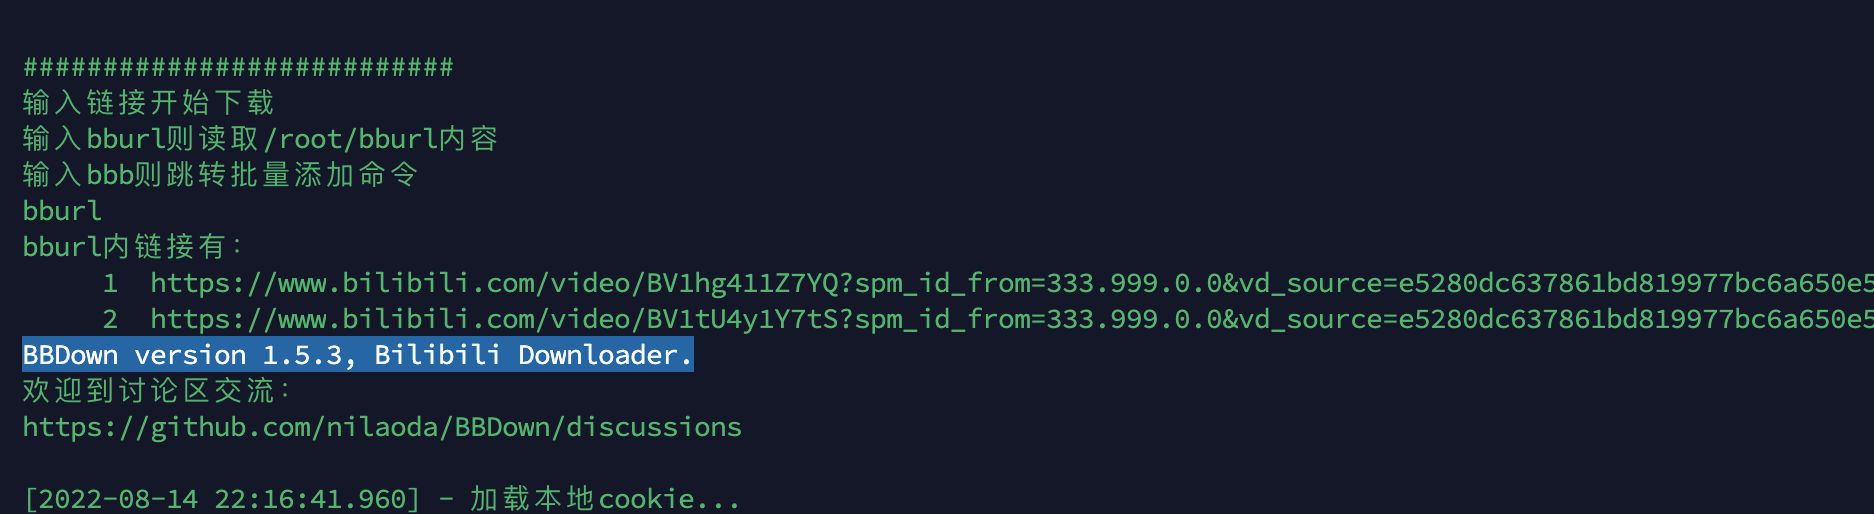 ###########################
输入链接开始下载
输入bburl则读取/root/bburl内容
输入bbb则跳转批量添加命令
bburl
bburl内链接有：
1 https://www.bilibili.com/video/BV1hg411Z7YQ?spm_id_from=333.999.0.0&vd_source=e5280dc637861bd819977bc6a650e5
2 https://www.bilibili.com/video/BV1tU4y1Y7tS?spm_id_from=333.999.0.0&vd_source=e5280dc637861bd819977bc6a650e5
BBDown version 1.5.3, Bilibili Downloader.
欢迎到讨论区交流：
https://github.com/nilaoda/BBDown/discussions
[2022-08-14 22:16:41.960] - 加载本地cookie...